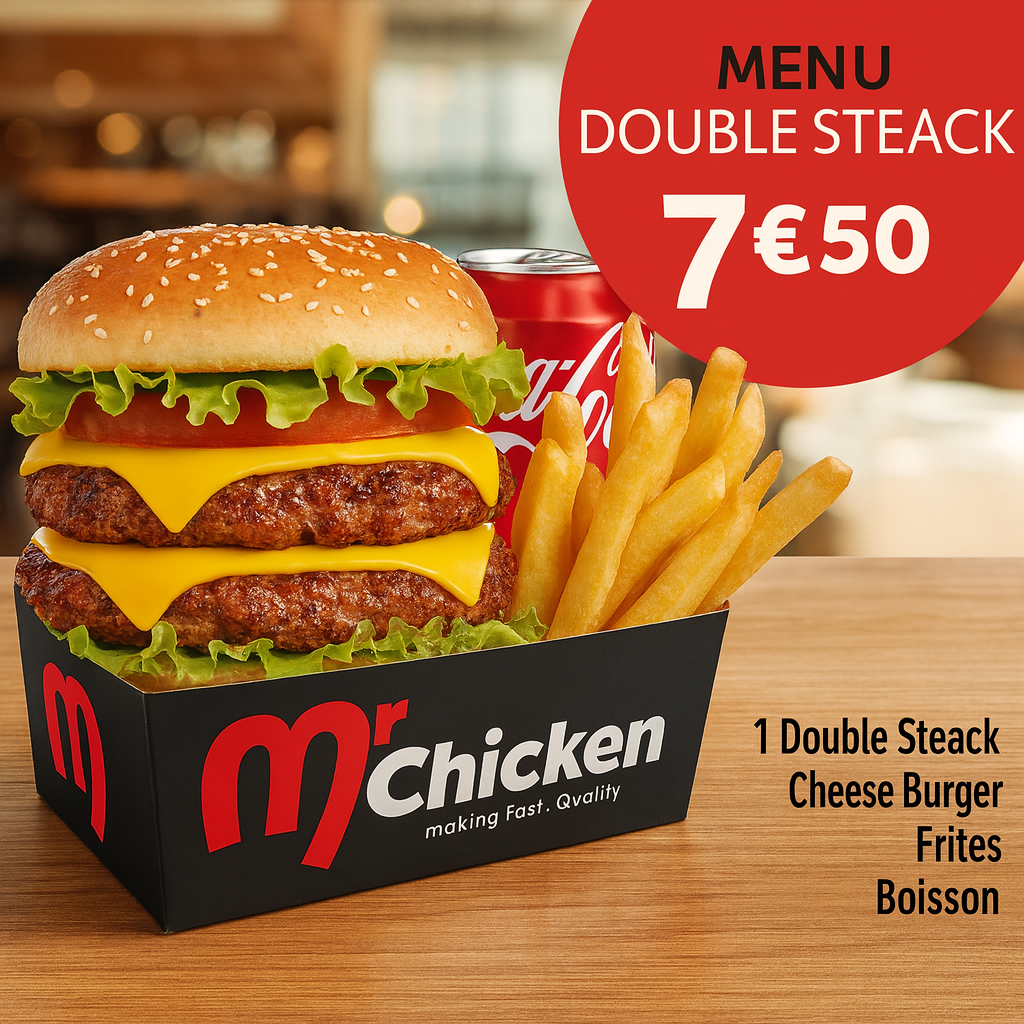 MENU
DOUBLE STEACK
7€50
mr Chicken
making Fast. Qvality
m
1 Double Steack
Cheese Burger
Frites
Boisson